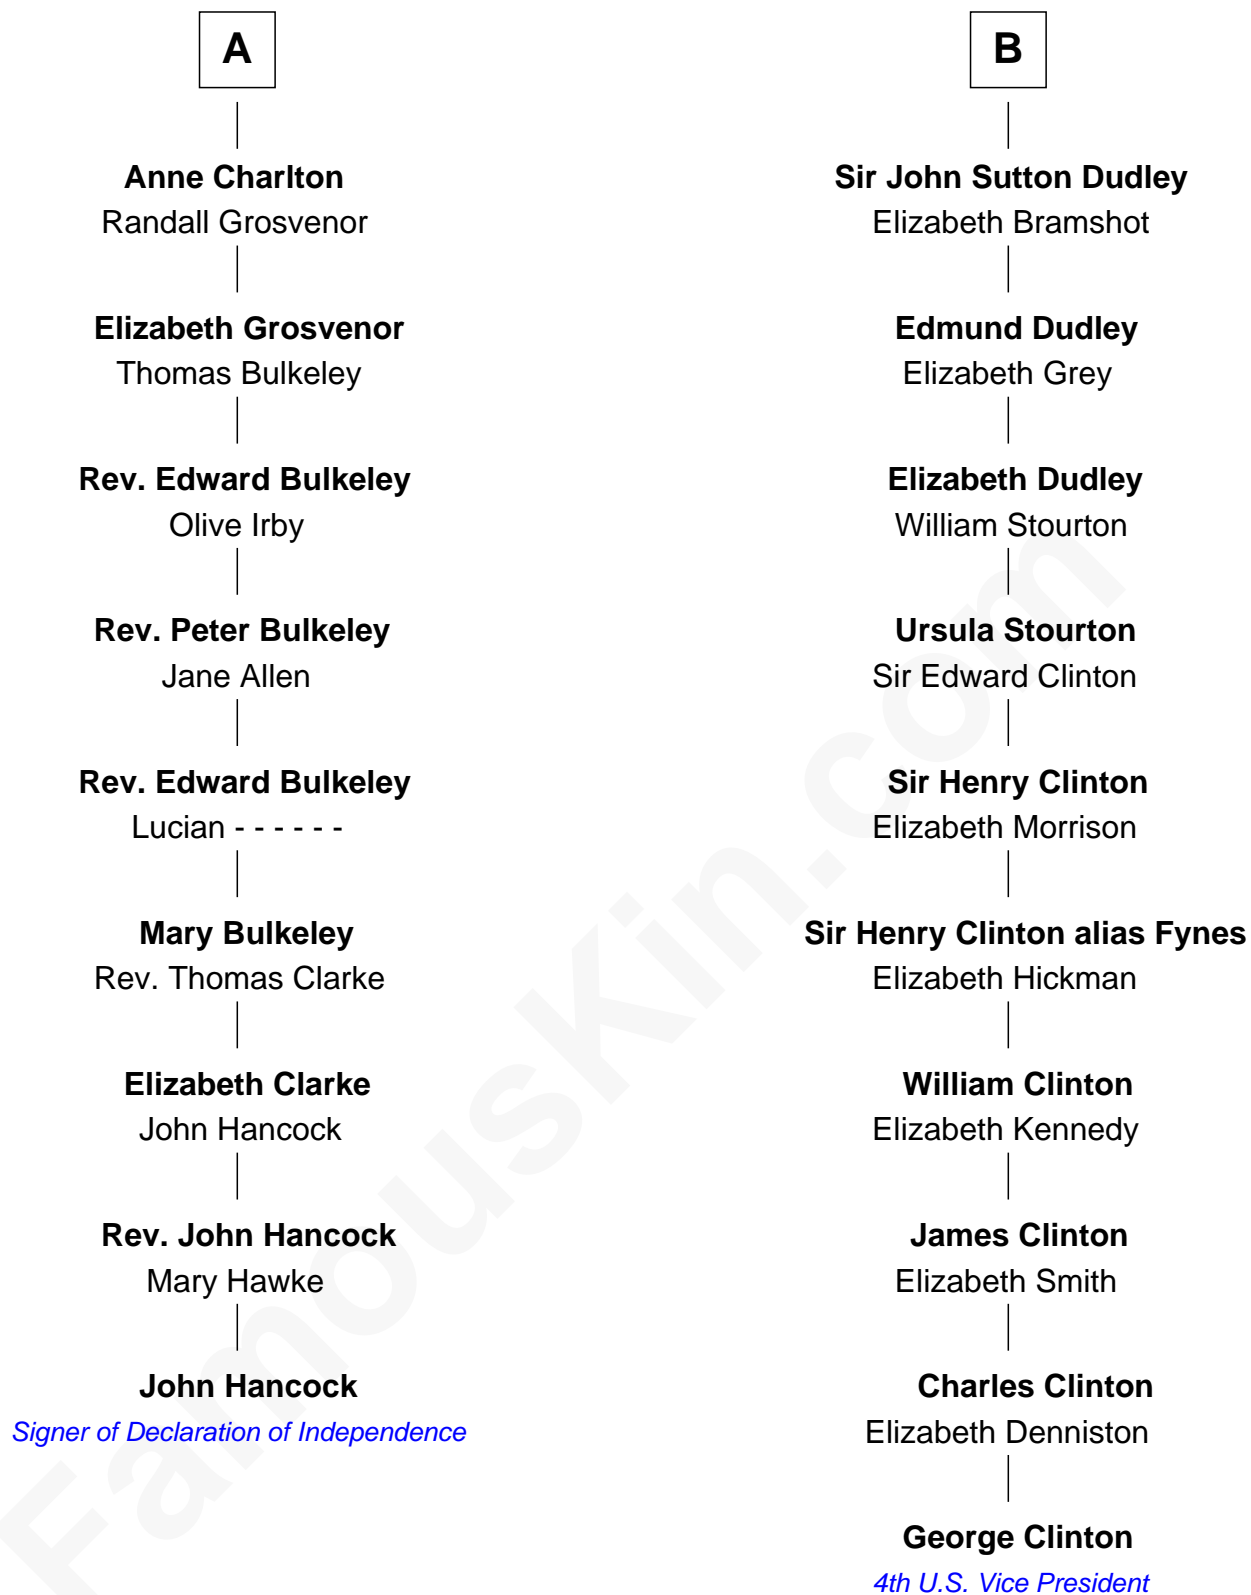 A
Anne Charlton
Randall Grosvenor
Elizabeth Grosvenor
Thomas Bulkeley
Rev. Edward Bulkeley
Olive Irby
Rev. Peter Bulkeley
Jane Allen
Rev. Edward Bulkeley
Lucian - - - - - -
Mary Bulkeley
Rev. Thomas Clarke
Elizabeth Clarke
John Hancock
Rev. John Hancock
Mary Hawke
John Hancock
Signer of Declaration of Independence
B
Sir John Sutton Dudley
Elizabeth Bramshot
Edmund Dudley
Elizabeth Grey
Elizabeth Dudley
William Stourton
Ursula Stourton
Sir Edward Clinton
Sir Henry Clinton
Elizabeth Morrison
Sir Henry Clinton alias Fynes
Elizabeth Hickman
William Clinton
Elizabeth Kennedy
James Clinton
Elizabeth Smith
Charles Clinton
Elizabeth Denniston
George Clinton
4th U.S. Vice President
FamousKin.com